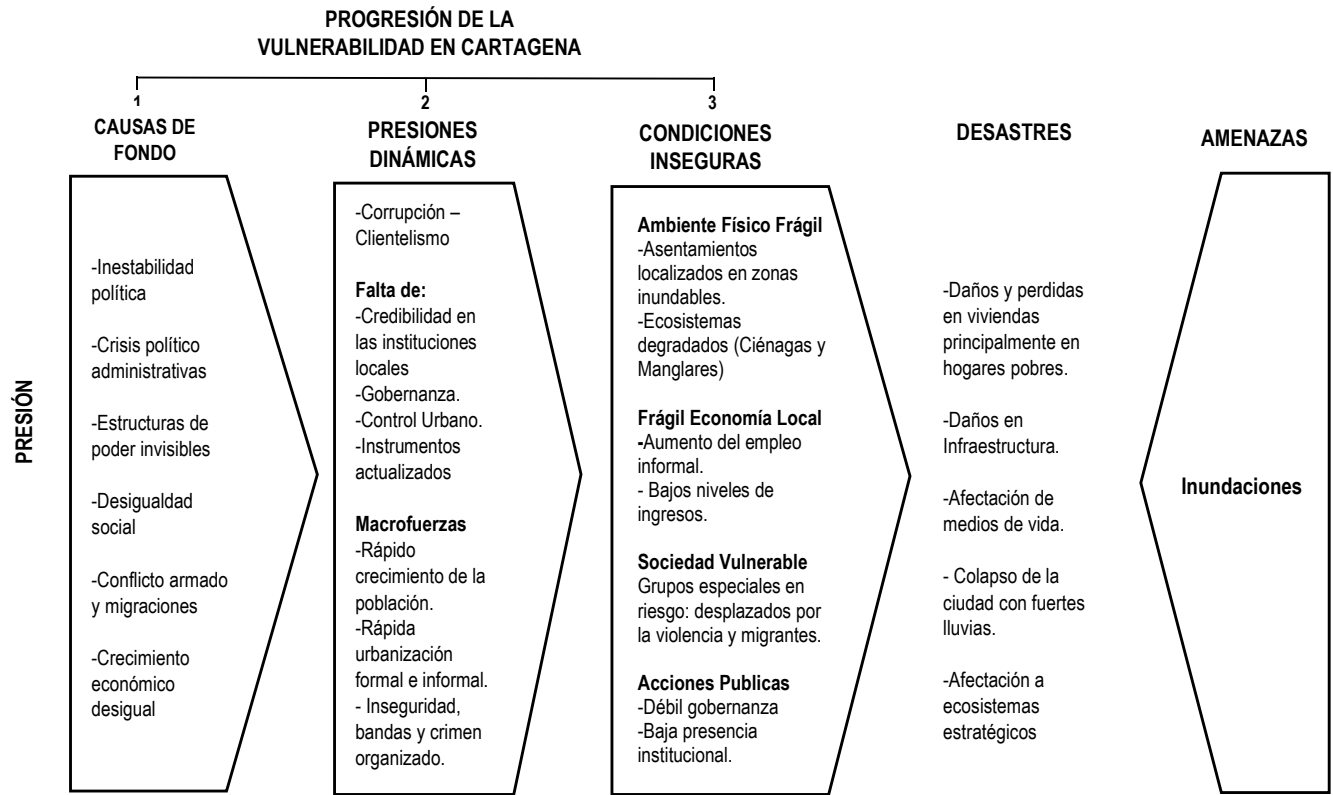 PROGRESIÓN DE LA
VULNERABILIDAD EN CARTAGENA
1
CAUSAS DE
FONDO
2
PRESIONES
DINÁMICAS
3
CONDICIONES
INSEGURAS
DESASTRES
AMENAZAS
PRESIÓN
-Inestabilidad
política
-Crisis político
administrativas
-Estructuras de
poder invisibles
-Desigualdad
social
-Conflicto armado
y migraciones
-Crecimiento
económico
desigual
-Corrupción –
Clientelismo
Falta de:
-Credibilidad en
las instituciones
locales
-Gobernanza.
-Control Urbano.
-Instrumentos
actualizados
Macrofuerzas
-Rápido
crecimiento de la
población.
-Rápida
urbanización
formal e informal.
- Inseguridad,
bandas y crimen
organizado.
Ambiente Físico Frágil
-Asentamientos
localizados en zonas
inundables.
-Ecosistemas
degradados (Ciénagas y
Manglares)
Frágil Economía Local
-Aumento del empleo
informal.
- Bajos niveles de
ingresos.
Sociedad Vulnerable
Grupos especiales en
riesgo: desplazados por
la violencia y migrantes.
Acciones Publicas
-Débil gobernanza
-Baja presencia
institucional.
-Daños y perdidas
en viviendas
principalmente en
hogares pobres.
-Daños en
Infraestructura.
-Afectación de
medios de vida.
- Colapso de la
ciudad con fuertes
lluvias.
-Afectación a
ecosistemas
estratégicos
Inundaciones